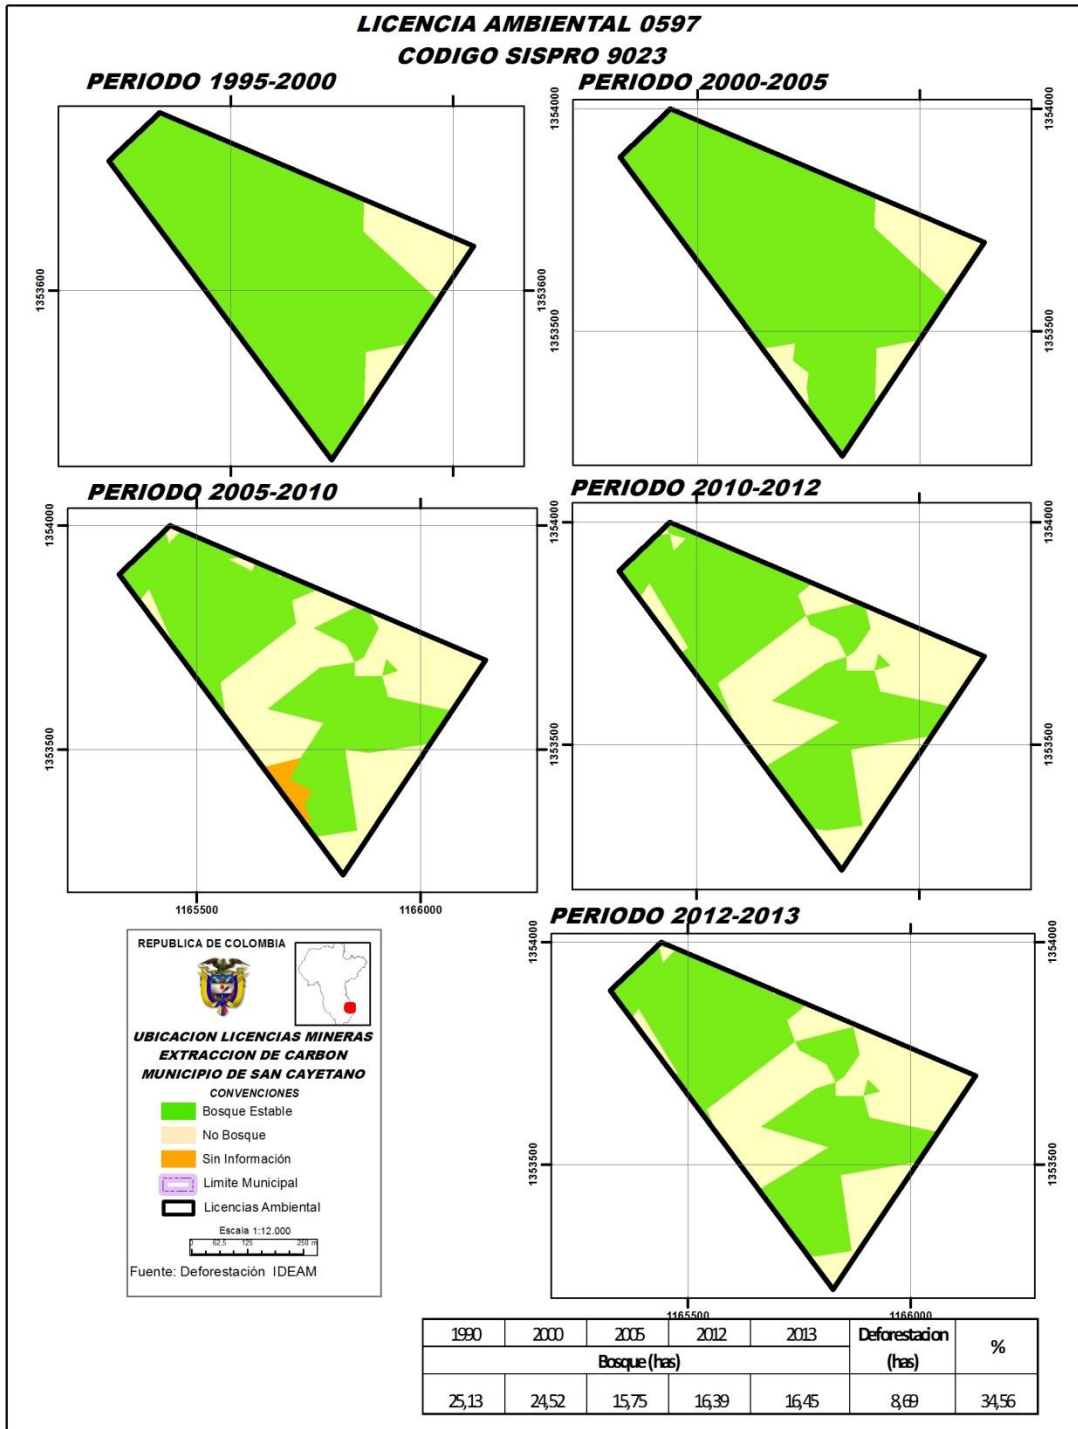 LICENCIA AMBIENTAL 0597
CODIGO SISPRO 9023
PERIODO 1995-2000
PERIODO 2000-2005
1353600
1353600
1354000
1354000
1353500
1353500
PERIODO 2005-2010
PERIODO 2010-2012
1354000
1354000
1354000
1353500
1353500
1353500
1165500
1166000
PERIODO 2012-2013
1354000
1354000
1353500
1353500
1165500
1166000
REPUBLICA DE COLOMBIA
UBICACION LICENCIAS MINERAS
EXTRACCION DE CARBON
MUNICIPIO DE SAN CAYETANO
CONVENCIONES
Bosque Estable
No Bosque
Sin Información
Limite Municipal
Licencias Ambiental
Escala 1:12.000
0 62,5 125 250 m
Fuente: Deforestación IDEAM
1990 2000 2005 2012 2013 Deforestacion (has) %
Bosque (has)
25,13 24,52 15,75 16,39 16,45 8,69 34,56